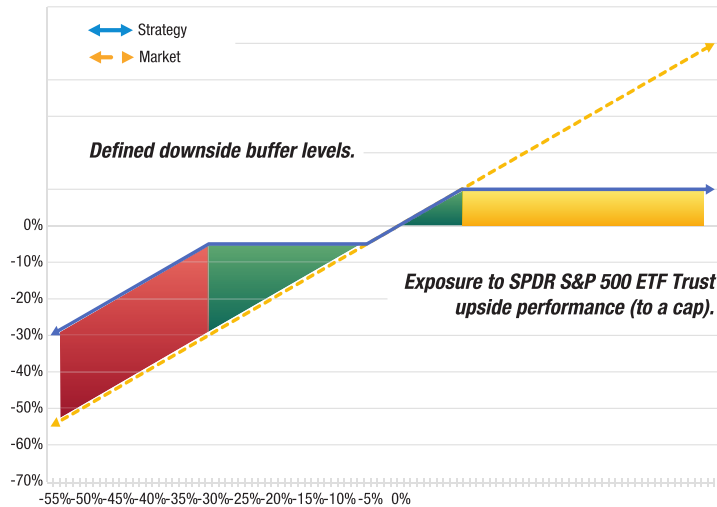 Strategy
Market
Defined downside buffer levels.
0%
-10%
-20%
Exposure to SPDR S&P 500 ETF Trust
upside performance (to a cap).
-30%
-40%
-50%
-60%
-70%
-55%-50%-45%-40%-35%-30%-25%-20%-15%-10% -5% 0%